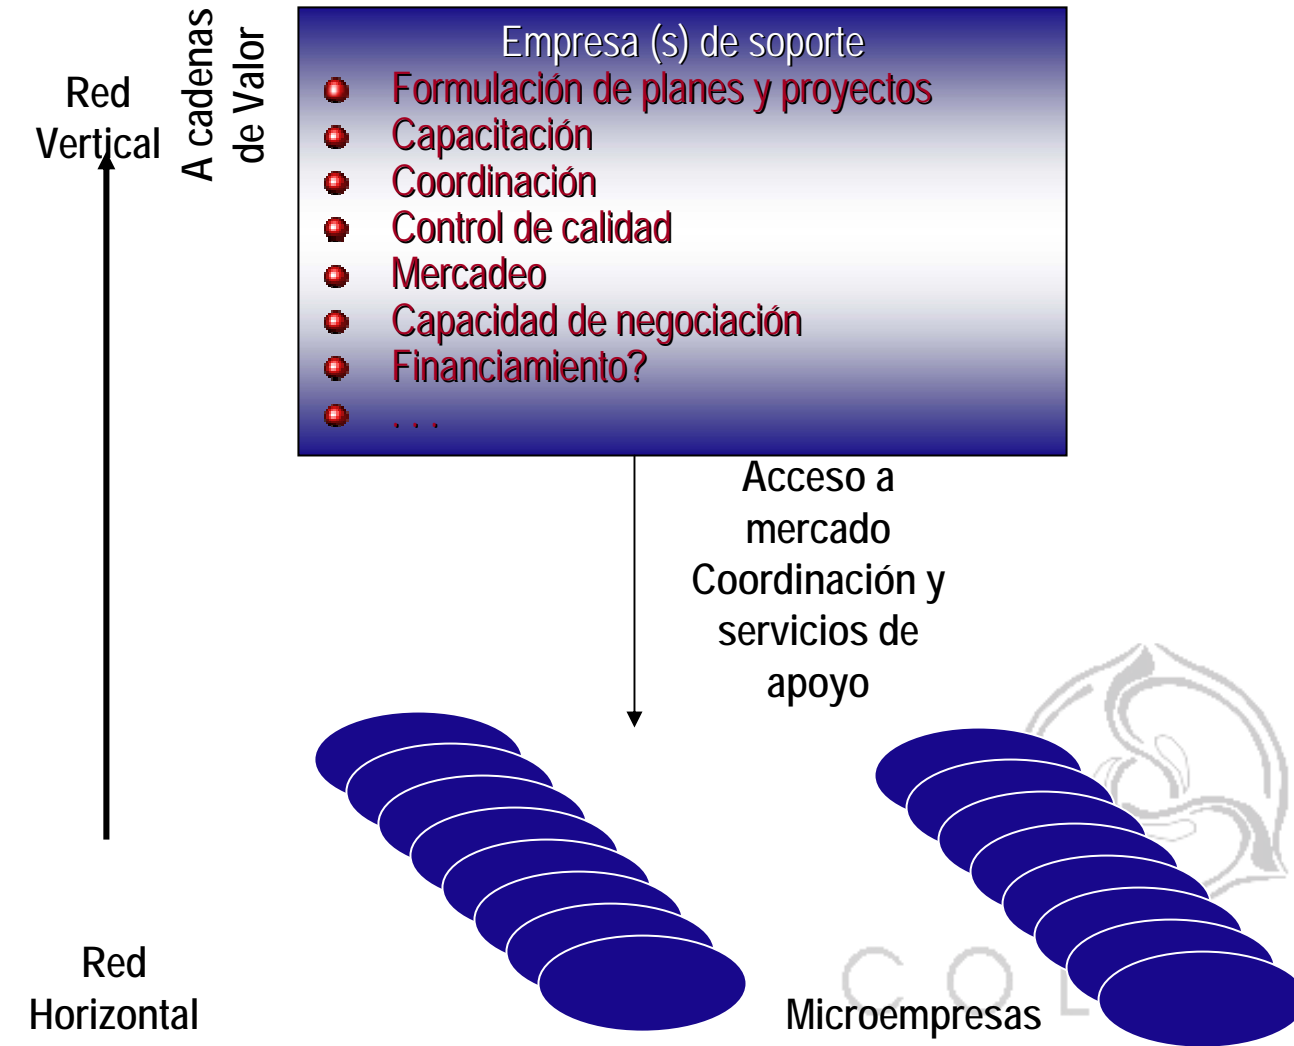 Red
Vertical
A cadenas
de Valor
Empresa (s) de soporte
Formulación de planes y proyectos
Capacitación
Coordinación
Control de calidad
Mercadeo
Capacidad de negociación
Financiamiento?
. . .
Acceso a
mercado
Coordinación y
servicios de
apoyo
Red
Horizontal
Microempresas
C O L